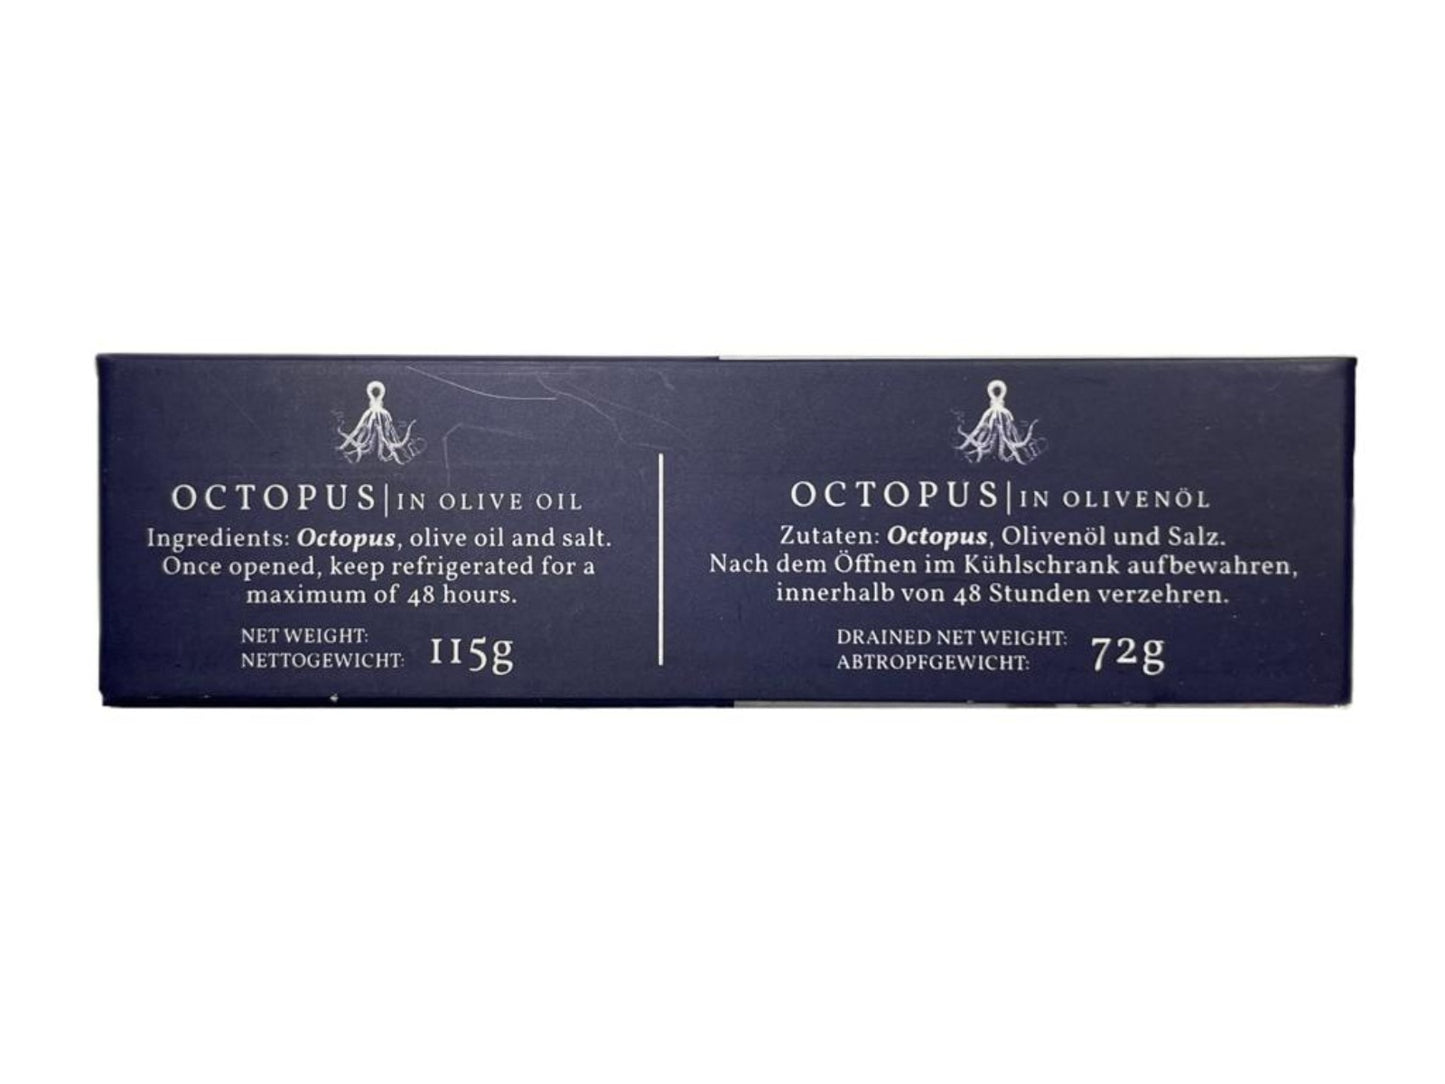 OCTOPUS|IN OLIVE OIL
Ingredients: Octopus, olive oil and salt.
Once opened, keep refrigerated for a
maximum of 48 hours.
NET WEIGHT:
NETTOGEWICHT:
115g
OCTOPUS|IN OLIVENÖL
Zutaten: Octopus, Olivenöl und Salz.
Nach dem Öffnen im Kühlschrank aufbewahren,
innerhalb von 48 Stunden verzehren.
DRAINED NET WEIGHT:
ABTROPFGEWICHT:
72g